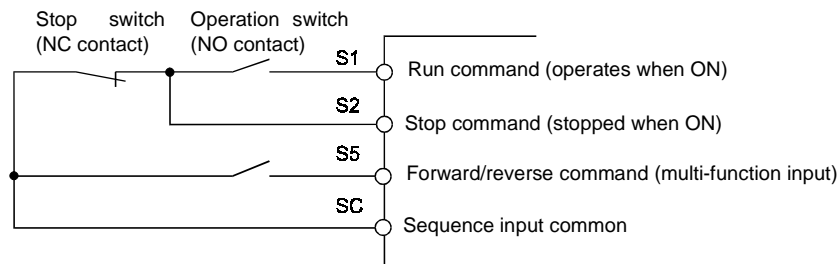 Stop switch
(NC contact)
Operation switch
(NO contact)
S1
Run command (operates when ON)
S2
Stop command (stopped when ON)
S5
Forward/reverse command (multi-function input)
SC
Sequence input common